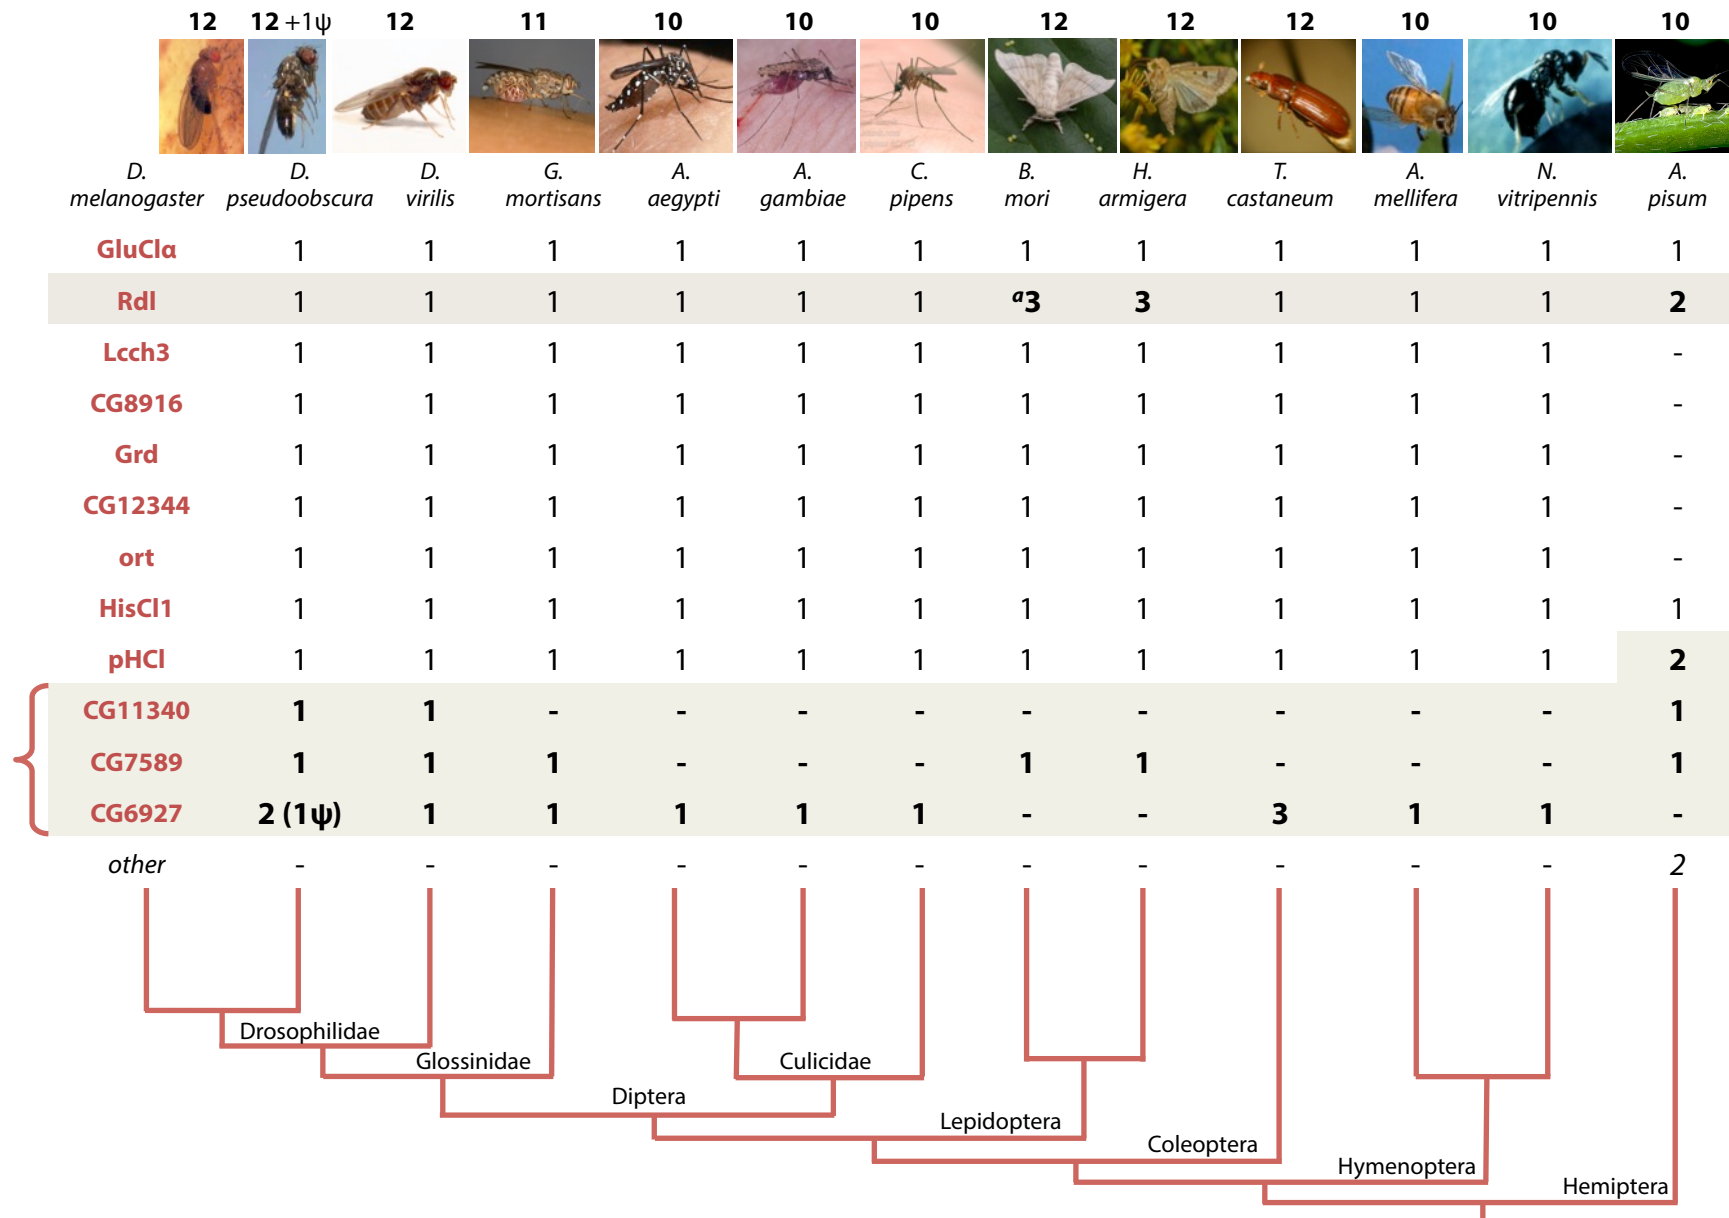 12 12 +1ψ 12 11 10 10 10 12 12 12 10 10 10
D. D. D. G. A. A. C. B. H. T. A. N. A.
melanogaster pseudoobscura virilis mortisans aegypti gambiae pipens mori armigera castaneum mellifera vitripennis pisum
GluClα 1 1 1 1 1 1 1 1 1 1 1 1
Rdl 1 1 1 1 1 1 a3 3 1 1 1 2
Lcch3 1 1 1 1 1 1 1 1 1 1 1 -
CG8916 1 1 1 1 1 1 1 1 1 1 1 -
Grd 1 1 1 1 1 1 1 1 1 1 1 -
CG12344 1 1 1 1 1 1 1 1 1 1 1 -
ort 1 1 1 1 1 1 1 1 1 1 1 -
HisCl1 1 1 1 1 1 1 1 1 1 1 1 1
pHCl 1 1 1 1 1 1 1 1 1 1 1 2
CG11340 1 1 - - - - - - - - - 1
CG7589 1 1 1 - - - 1 1 - - - 1
CG6927 2 (1ψ) 1 1 1 1 1 - - 3 1 1 -
other - - - - - - - - - - - 2
Drosophilidae
Glossinidae Culicidae
Diptera
Lepidoptera
Coleoptera
Hymenoptera
Hemiptera